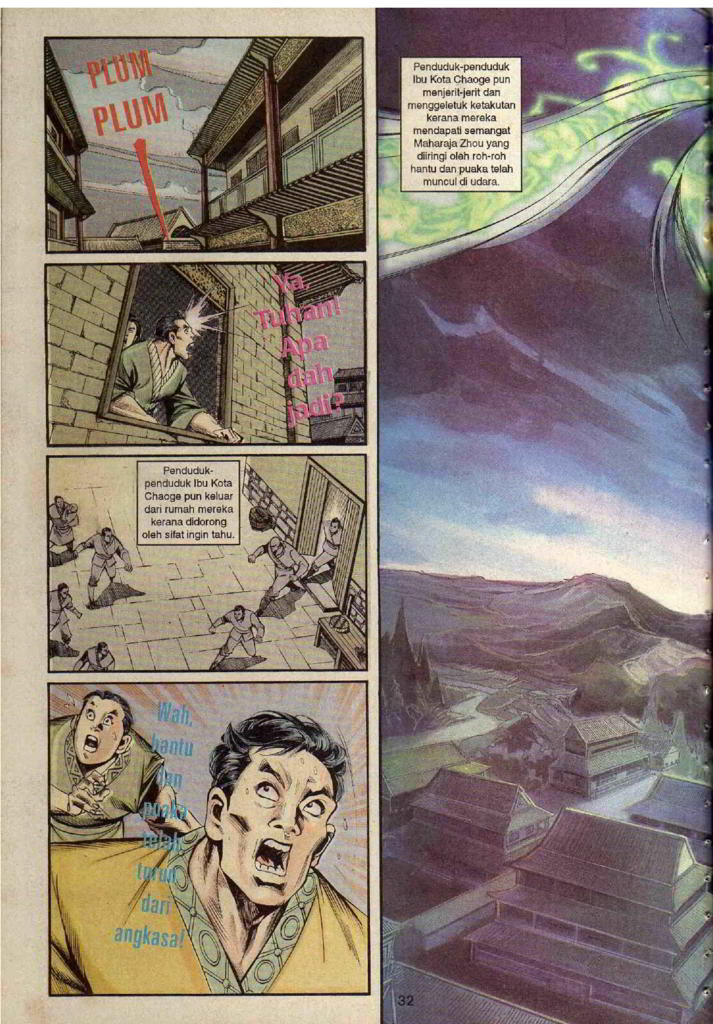 PLUM
PLUM
Ya,
Tuhan!
Apa
dah
jadi?
Penduduk-
penduduk Ibu Kota
Chaoge pun keluar
dari rumah mereka
kerana didorong
oleh sifat ingin tahu.
Wah,
hantu
dan
puaka
telah
turun
dari
angkasa!
Penduduk-penduduk
Ibu Kota Chaoge pun
menjerit-jerit dan
menggeletuk ketakutan
kerana mereka
mendapati semangat
Maharaja Zhou yang
diiringi oleh roh-roh
hantu dan puaka telah
muncul di udara.
32